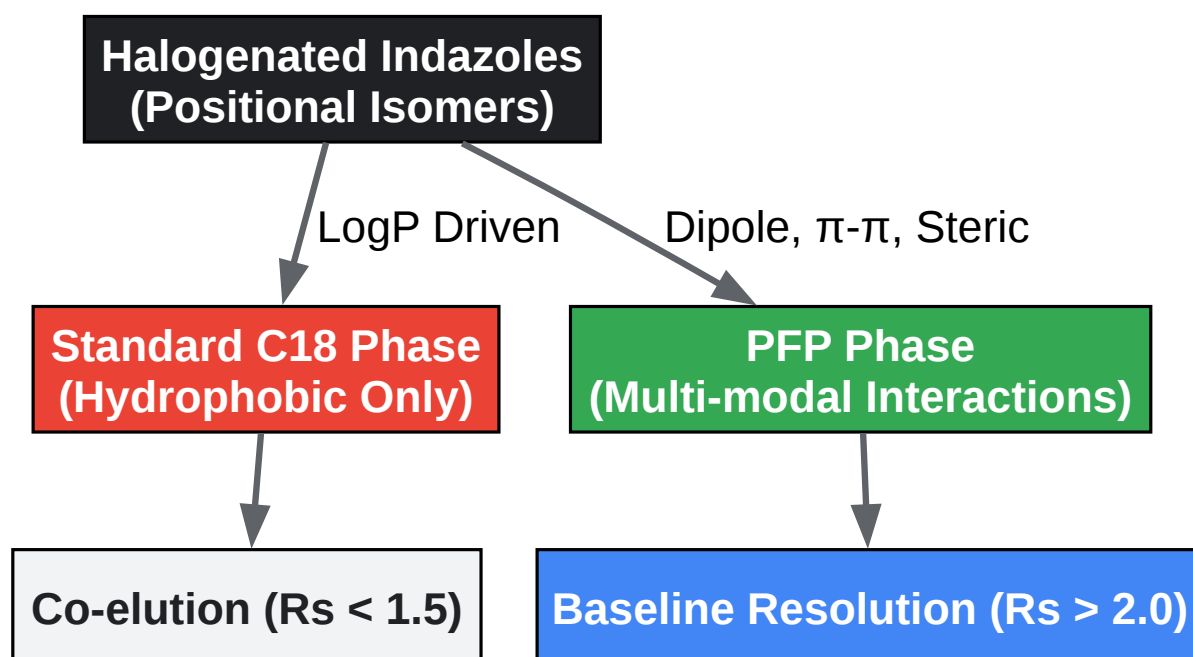 Halogenated Indazoles
(Positional Isomers)
LogP Driven
Dipole, π-π, Steric
Standard C18 Phase
(Hydrophobic Only)
PFP Phase
(Multi-modal Interactions)
Co-elution (Rs < 1.5)
Baseline Resolution (Rs > 2.0)